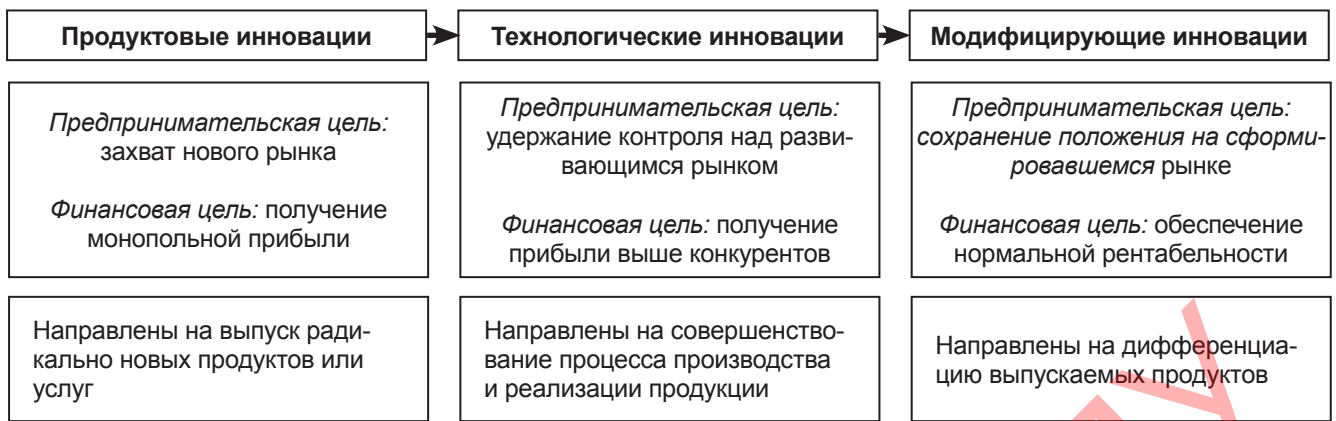 Продуктовые инновации
Технологические инновации
Модифицирующие инновации
Предпринимательская цель:
захват нового рынка
Финансовая цель: получение
монопольной прибыли
Предпринимательская цель:
удержание контроля над разви-
вающимся рынком
Финансовая цель: получение
прибыли выше конкурентов
Предпринимательская цель:
сохранение положения на сформи-
ровавшемся рынке
Финансовая цель: обеспечение
нормальной рентабельности
Направлены на выпуск ради-
кально новых продуктов или
услуг
Направлены на совершенство-
вание процесса производства
и реализации продукции
Направлены на дифференциа-
цию выпускаемых продуктов